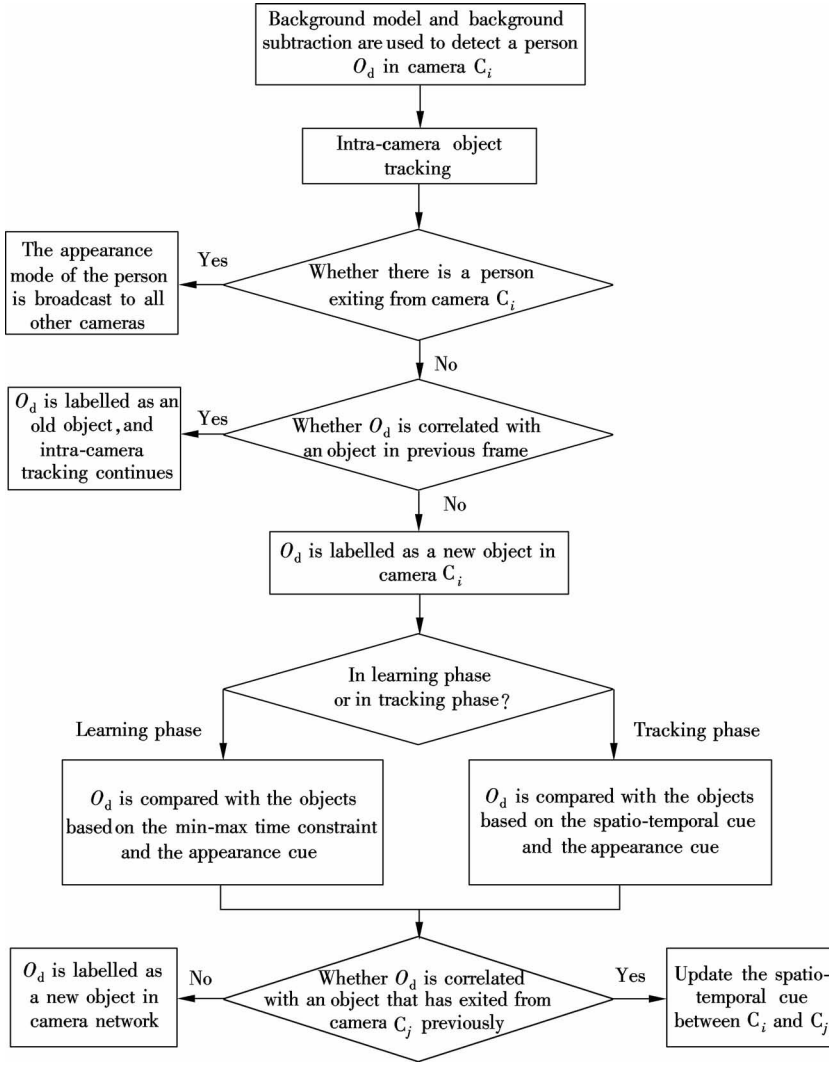 Background model and background
subtraction are used to detect a person
O_d in camera C_i
Intra-camera object
tracking
Whether there is a person
exiting from camera C_i
Yes
The appearance
mode of the person
is broadcast to all
other cameras
No
Whether O_d is correlated with
an object in previous frame
Yes
O_d is labelled as an
old object, and
intra-camera
tracking continues
No
O_d is labelled as a new object in
camera C_i
In learning phase
or in tracking phase?
Learning phase
Tracking phase
O_d is compared with the objects
based on the min-max time constraint
and the appearance cue
O_d is compared with the objects
based on the spatio-temporal cue
and the appearance cue
Whether O_d is correlated
with an object that has exited from
camera C_j previously
No
O_d is labelled as
a new object in
camera network
Yes
Update the spatio-
temporal cue
between C_i and C_j